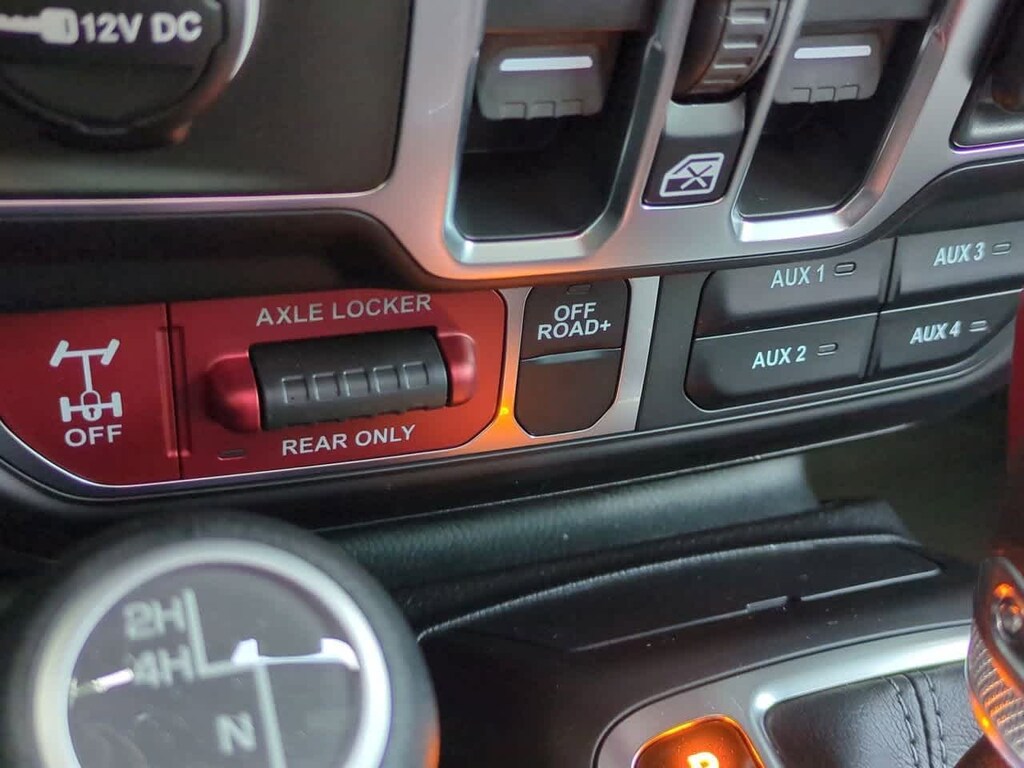 12V DC
AXLE LOCKER
OFF
REAR ONLY
OFF
ROAD+
AUX 1
AUX 2
AUX 3
AUX 4
2H
4H
N